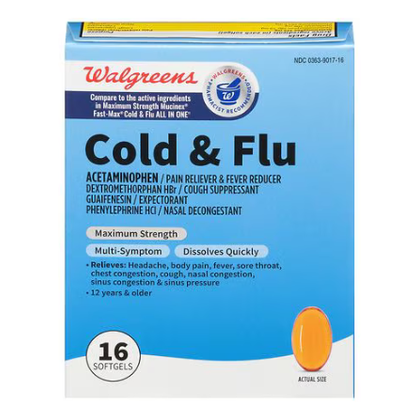 NDC 0363-9017-16
Walgreens
WALGREENS
PHARMACIST RECOMMENDED
Compare to the active ingredients
in Maximum Strength Mucinex®
Fast-Max® Cold & Flu ALL IN ONE*
Cold & Flu
ACETAMINOPHEN / PAIN RELIEVER & FEVER REDUCER
DEXTROMETHORPHAN HBr / COUGH SUPPRESSANT
GUAIFENESIN / EXPECTORANT
PHENYLEPHRINE HCl / NASAL DECONGESTANT
Maximum Strength
Multi-Symptom
Dissolves Quickly
• Relieves: Headache, body pain, fever, sore throat,
chest congestion, cough, nasal congestion,
sinus congestion & sinus pressure
• 12 years & older
16
SOFTGELS
ACTUAL SIZE